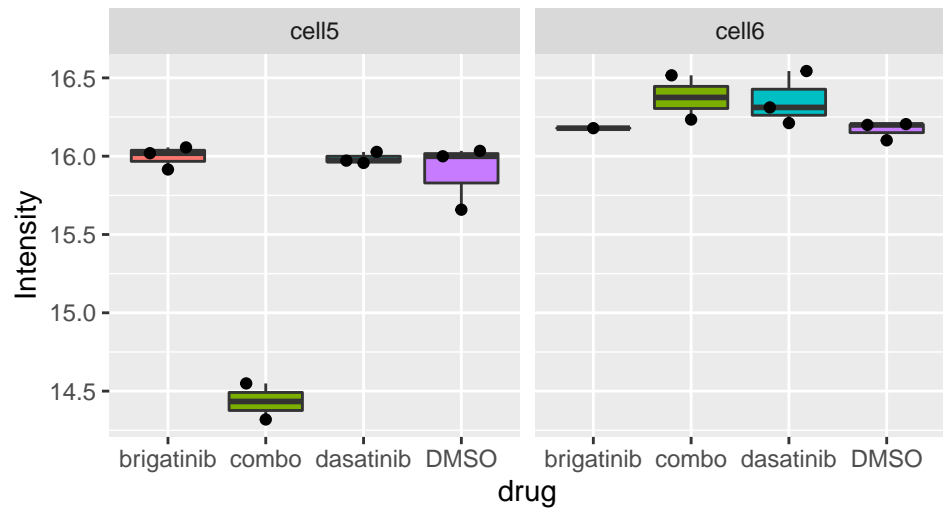 cell5 cell6
16.5
16.0
15.5
15.0
14.5
Intensity
brigatinib combo dasatinib DMSO brigatinib combo dasatinib DMSO
drug